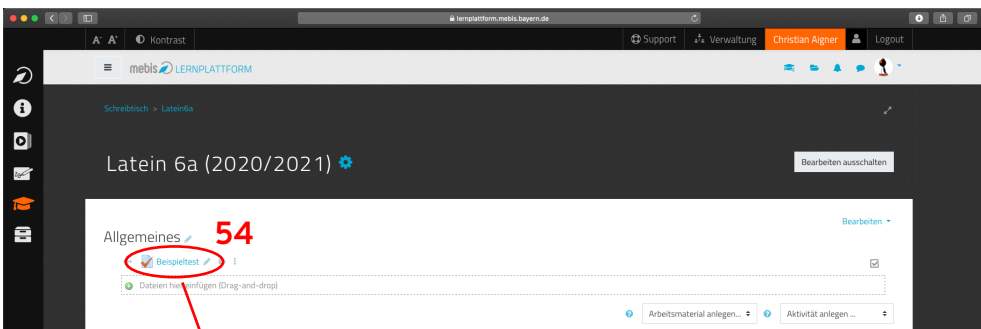 lernplattform.mebis.bayern.de
A- A+ Kontrast Support Verwaltung Christian Aigner Logout
mebis LERNPLATTFORM
Schreibtisch > Latein6a
Latein 6a (2020/2021) Bearbeiten ausschalten
Bearbeiten
Allgemeines 54
Beispieltest
Dateien hier einfügen (Drag-and-drop)
Arbeitsmaterial anlegen... Aktivität anlegen ...